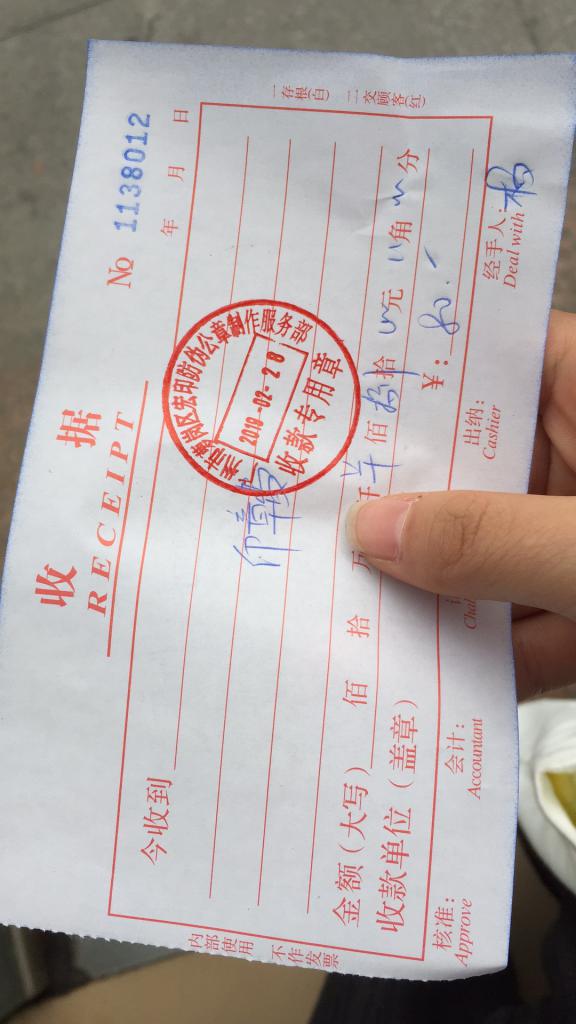 收 据
RECEIPT
№ 1138012
年 月 日
今收到
印章
收款专用章
2019-02-28
金额(大写) 佰 拾 万 仟 佰 捌拾 元 角 分
收款单位(盖章) ¥: 80.-
核准:
Approve
会计:
Accountant
出纳:
Cashier
经手人:
Deal with
一存根(白) 二交顾客(红)
内部使用 不作发票